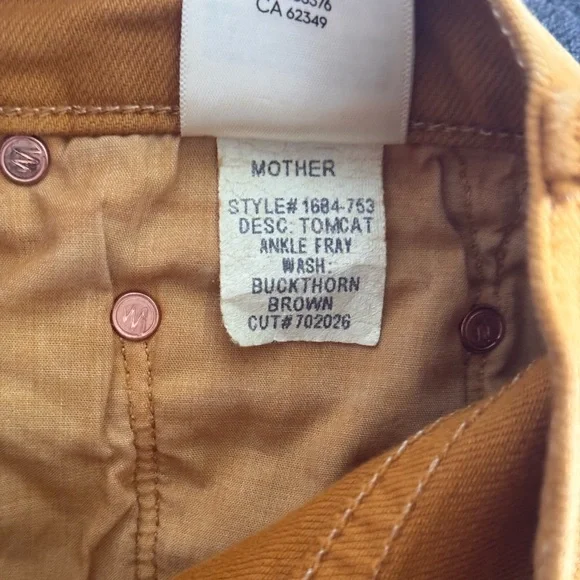 CA 62349
MOTHER
STYLE# 1684-763
DESC: TOMCAT
ANKLE FRAY
WASH:
BUCKTHORN
BROWN
CUT# 702026